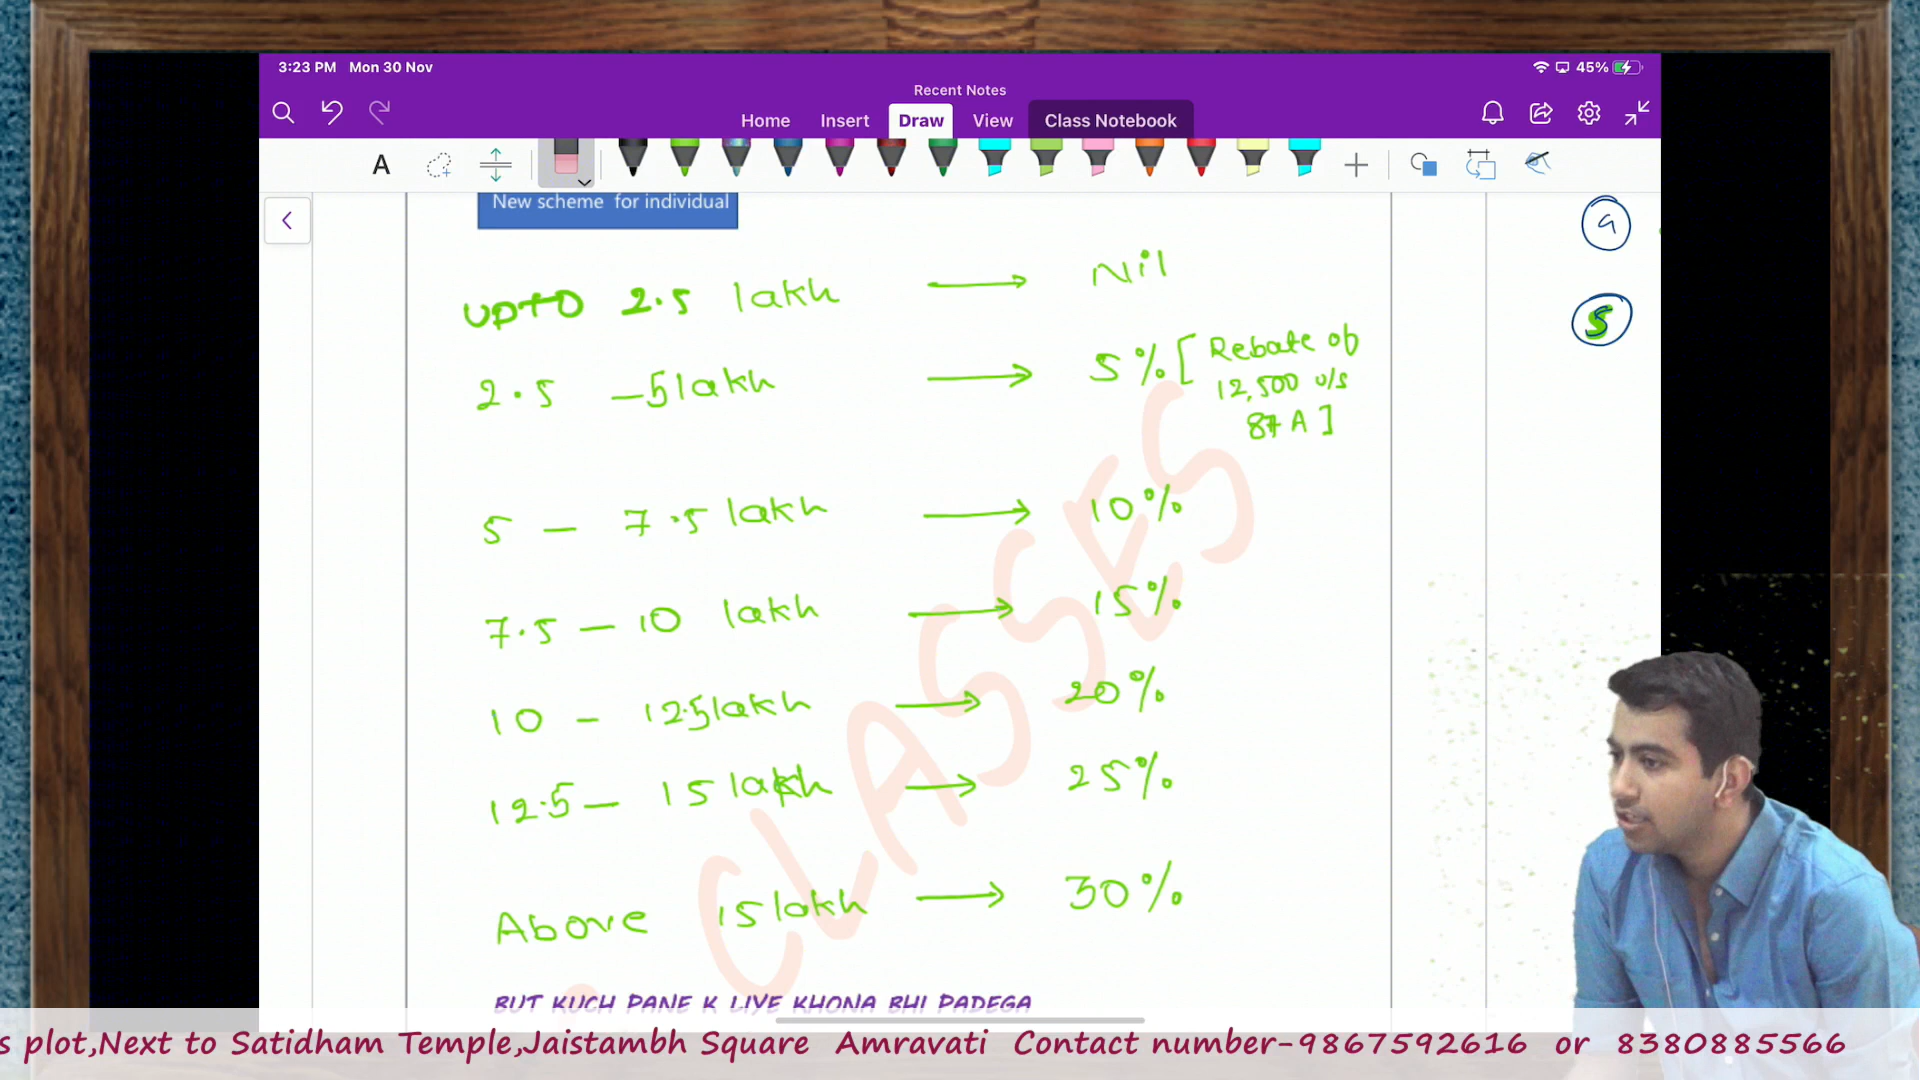 3:23 PM Mon 30 Nov
45%
Recent Notes
Home Insert Draw View Class Notebook
A
New scheme for individual
9
5
UPTO 2.5 lakh → Nil
2.5 – 5 lakh → 5% [ Rebate of
12,500 u/s
87 A ]
5 – 7.5 lakh → 10%
7.5 – 10 lakh → 15%
10 – 12.5 lakh → 20%
12.5 – 15 lakh → 25%
Above 15 lakh → 30%
CLASSES
BUT KUCH PANE K LIYE KHONA BHI PADEGA
s plot,Next to Satidham Temple,Jaistambh Square Amravati Contact number-9867592616 or 8380885566